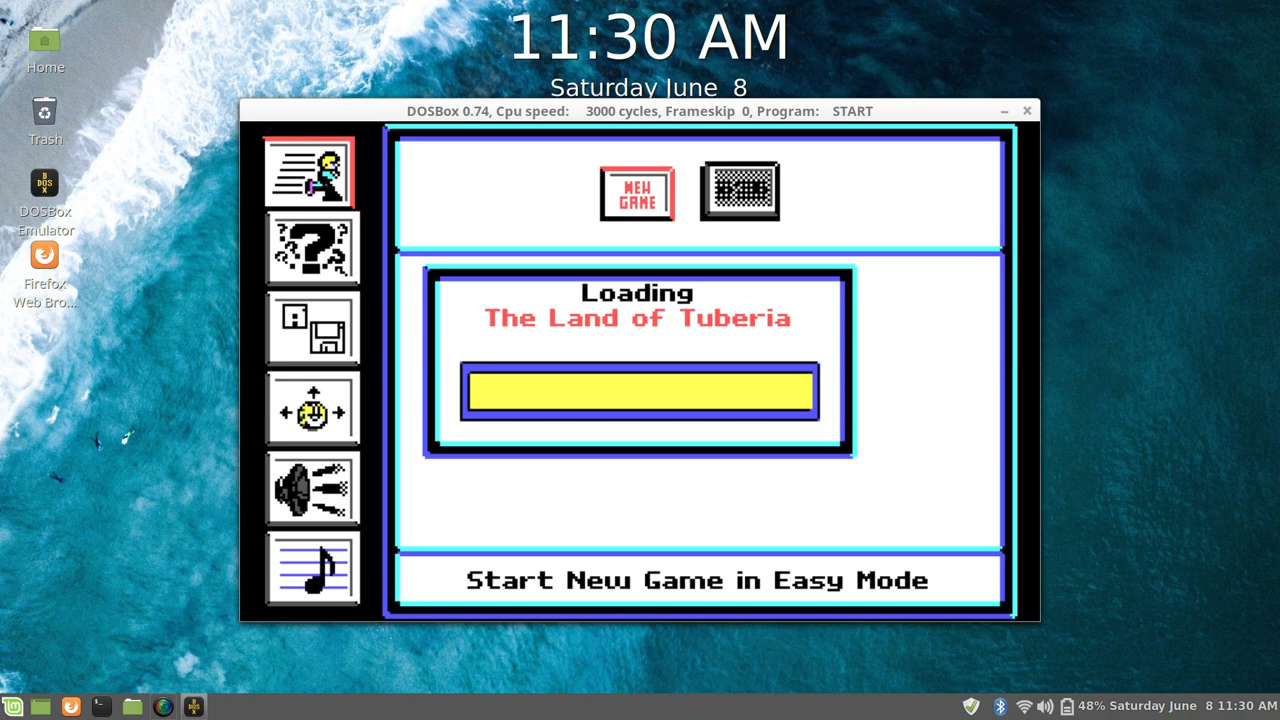 11:30 AM
Saturday June 8
Home
Trash
DOSBox
Emulator
Firefox
Web Bro...
DOSBox 0.74, Cpu speed: 3000 cycles, Frameskip 0, Program: START
NEW
GAME
Loading
The Land of Tuberia
Start New Game in Easy Mode
48% Saturday June 8 11:30 AM